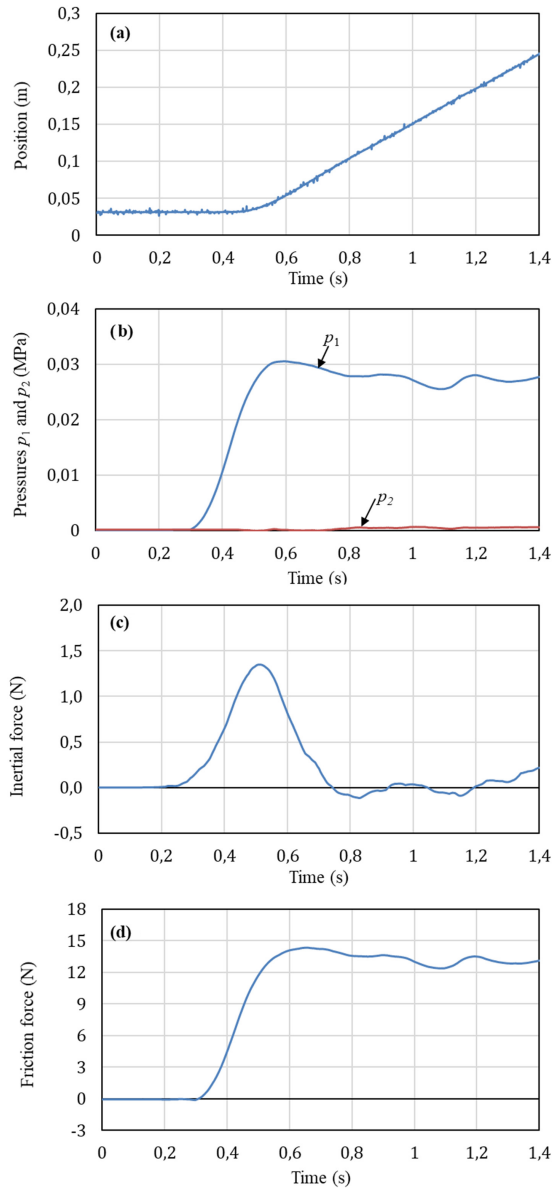 0,3
(a)
0,25
0,2
0,15
0,1
0,05
0
Position (m)
0 0,2 0,4 0,6 0,8 1 1,2 1,4
Time (s)
0,04
(b)
0,03
0,02
0,01
0
Pressures p1 and p2 (MPa)
p1
p2
0 0,2 0,4 0,6 0,8 1 1,2 1,4
Time (s)
2,0
(c)
1,5
1,0
0,5
0,0
-0,5
Inertial force (N)
0 0,2 0,4 0,6 0,8 1 1,2 1,4
Time (s)
18
(d)
15
12
9
6
3
0
-3
Friction force (N)
0 0,2 0,4 0,6 0,8 1 1,2 1,4
Time (s)